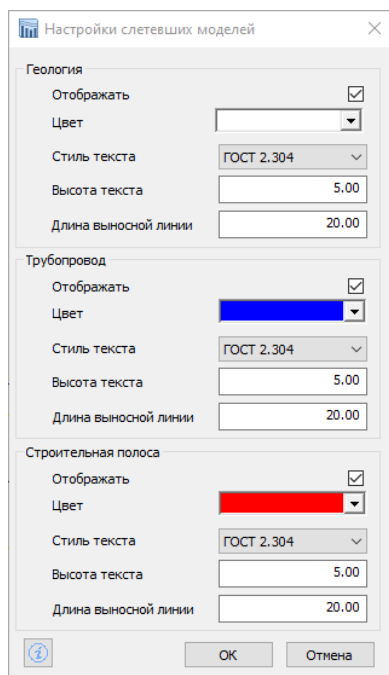 Настройки слетевших моделей
Геология
Отображать
Цвет
Стиль текста ГОСТ 2.304
Высота текста 5.00
Длина выносной линии 20.00
Трубопровод
Отображать
Цвет
Стиль текста ГОСТ 2.304
Высота текста 5.00
Длина выносной линии 20.00
Строительная полоса
Отображать
Цвет
Стиль текста ГОСТ 2.304
Высота текста 5.00
Длина выносной линии 20.00
ОК Отмена